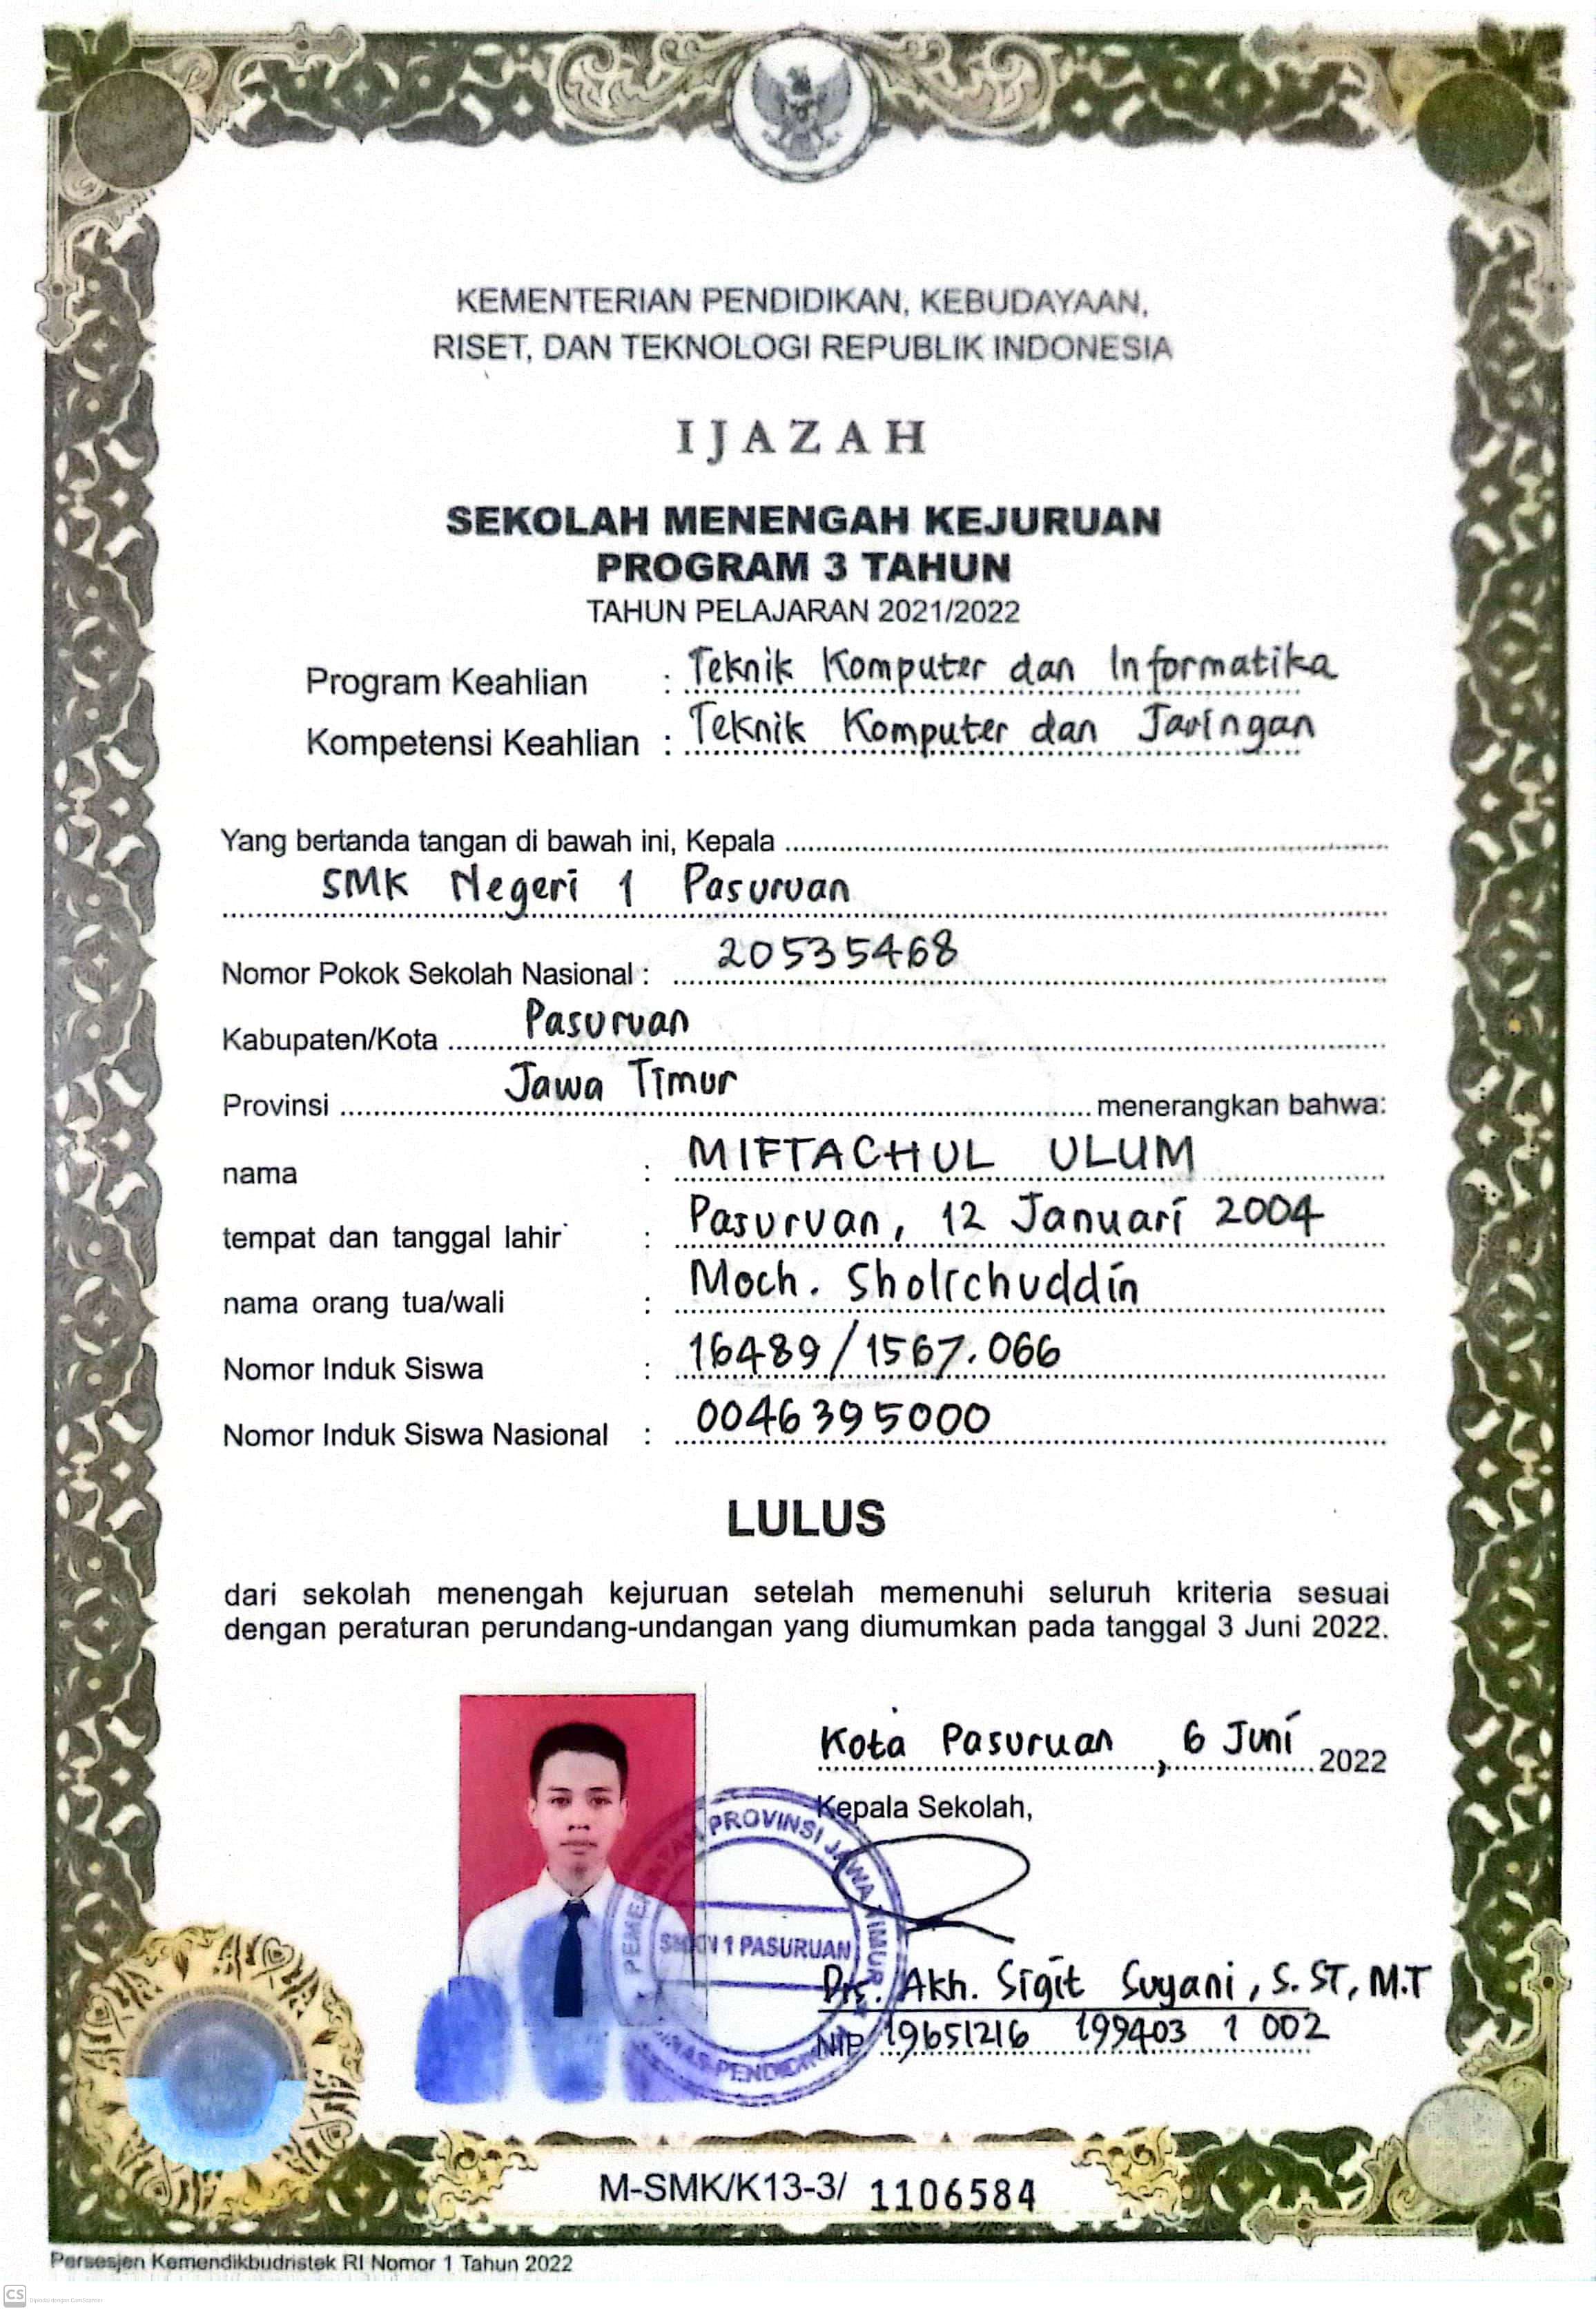 KEMENTERIAN PENDIDIKAN, KEBUDAYAAN,
RISET, DAN TEKNOLOGI REPUBLIK INDONESIA
IJAZAH
SEKOLAH MENENGAH KEJURUAN
PROGRAM 3 TAHUN
TAHUN PELAJARAN 2021/2022
Program Keahlian : Teknik Komputer dan Informatika
Kompetensi Keahlian : Teknik Komputer dan Jaringan
Yang bertanda tangan di bawah ini, Kepala
SMK Negeri 1 Pasuruan
Nomor Pokok Sekolah Nasional : 20535468
Kabupaten/Kota Pasuruan
Provinsi Jawa Timur menerangkan bahwa:
nama : MIFTACHUL ULUM
tempat dan tanggal lahir : Pasuruan, 12 Januari 2004
nama orang tua/wali : Moch. Sholichuddin
Nomor Induk Siswa : 16489/1567.066
Nomor Induk Siswa Nasional : 0046395000
LULUS
dari sekolah menengah kejuruan setelah memenuhi seluruh kriteria sesuai
dengan peraturan perundang-undangan yang diumumkan pada tanggal 3 Juni 2022.
Kota Pasuruan, 6 Juni 2022
Kepala Sekolah,
PROVINSI JAWA TIMUR
1 PASURUAN
Drs. Akh. Sigit Suyani, S.ST, M.T
NIP 19651216 199403 1 002
M-SMK/K13-3/ 1106584
Persesjen Kemendikbudristek RI Nomor 1 Tahun 2022
CS Dipindai dengan CamScanner